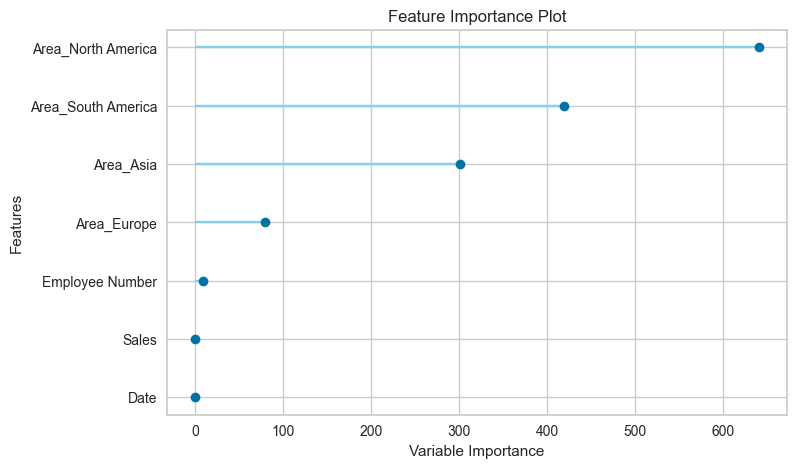 Feature Importance Plot
Features
Area_North America
Area_South America
Area_Asia
Area_Europe
Employee Number
Sales
Date
0 100 200 300 400 500 600
Variable Importance